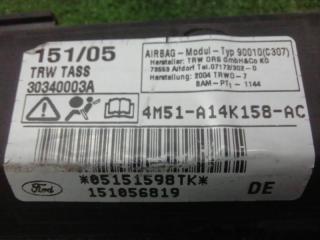 151/05
TRW TASS
30340003A
AIRBAG - Modul - Typ 90010(C307)
Hersteller: TRW ORS GmbH&Co KG
73553 Alfdorf Tel.07172/302-0
Herstellung: 2004 TRWO - 7
BAM - PT1 - 1144
4M51-A14K158-AC
Ford
*05151598TK*
151056819
DE